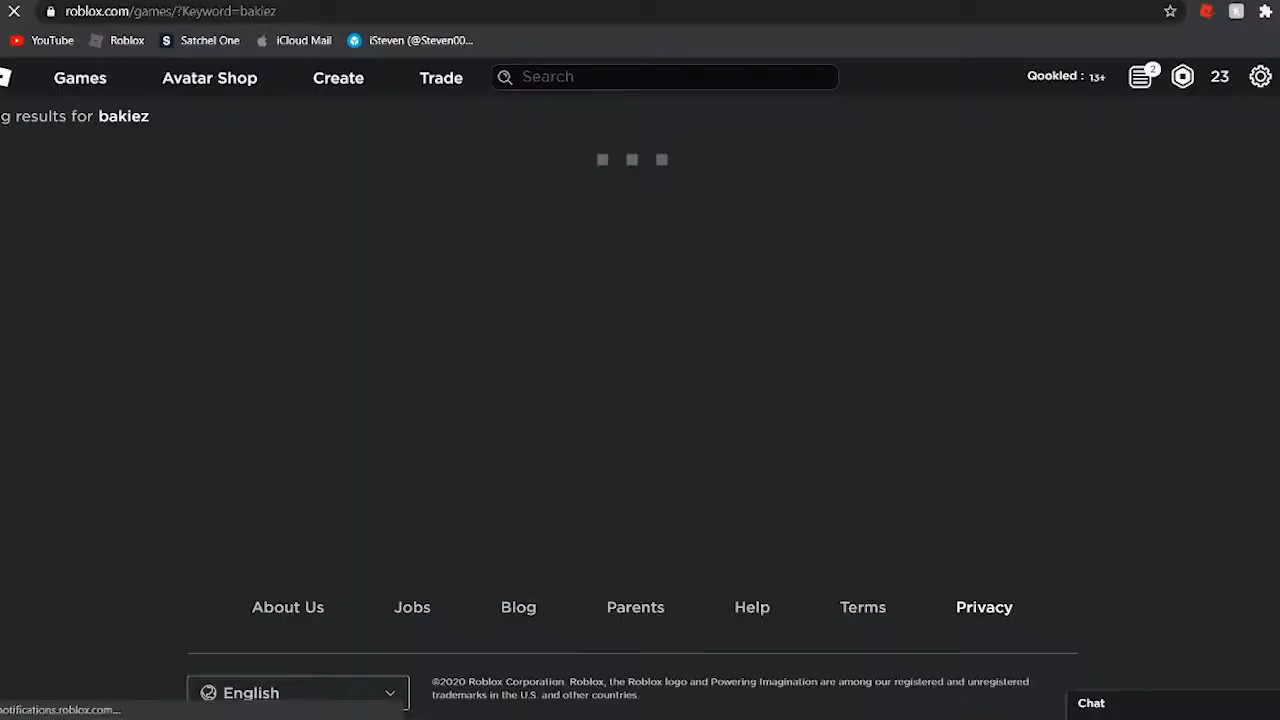 roblox.com/games/?Keyword=bakiez
YouTube Roblox S Satchel One iCloud Mail iSteven (@Steven00...
Games Avatar Shop Create Trade Search Qookled : 13+ 2 23
g results for bakiez
About Us Jobs Blog Parents Help Terms Privacy
English
©2020 Roblox Corporation. Roblox, the Roblox logo and Powering Imagination are among our registered and unregistered
trademarks in the U.S. and other countries.
notifications.roblox.com...
Chat